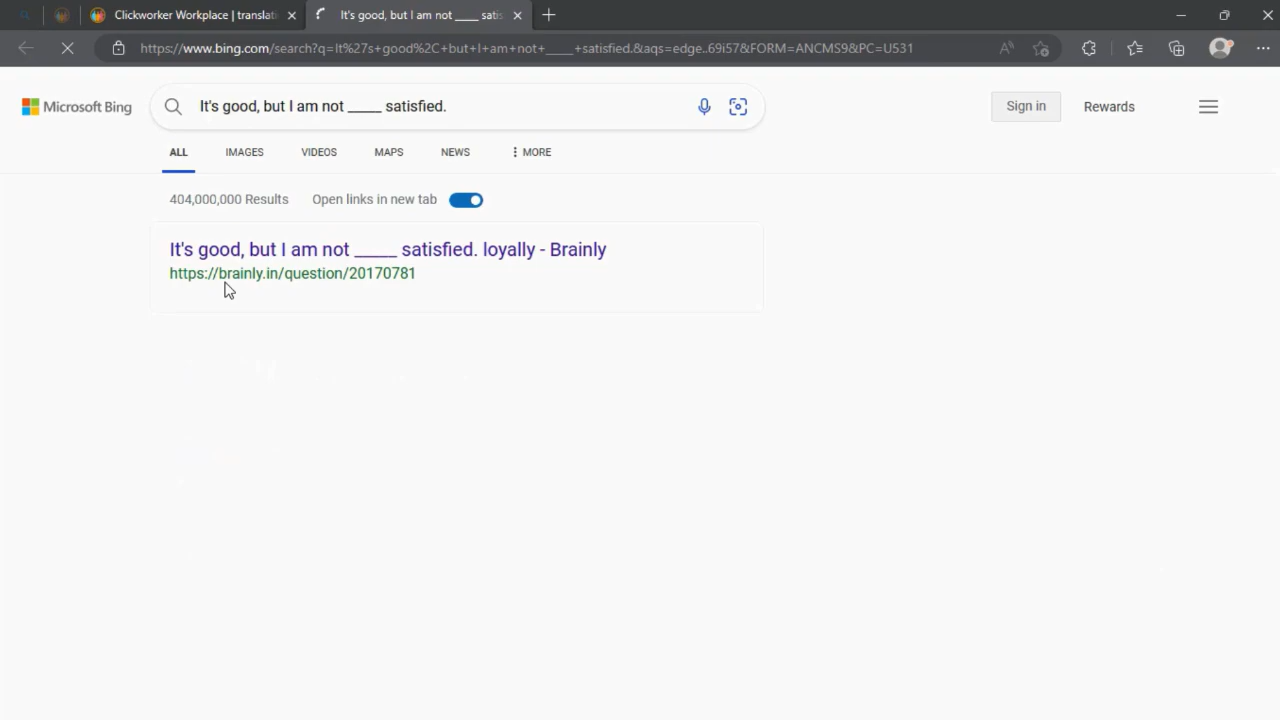 Clickworker Workplace | translati
It's good, but I am not _____ satis
https://www.bing.com/search?q=It%27s+good%2C+but+I+am+not+_____+satisfied.&aqs=edge..69i57&FORM=ANCMS9&PC=U531
Microsoft Bing
It's good, but I am not _____ satisfied.
Sign in
Rewards
ALL
IMAGES
VIDEOS
MAPS
NEWS
MORE
404,000,000 Results
Open links in new tab
It's good, but I am not _____ satisfied. loyally - Brainly
https://brainly.in/question/20170781